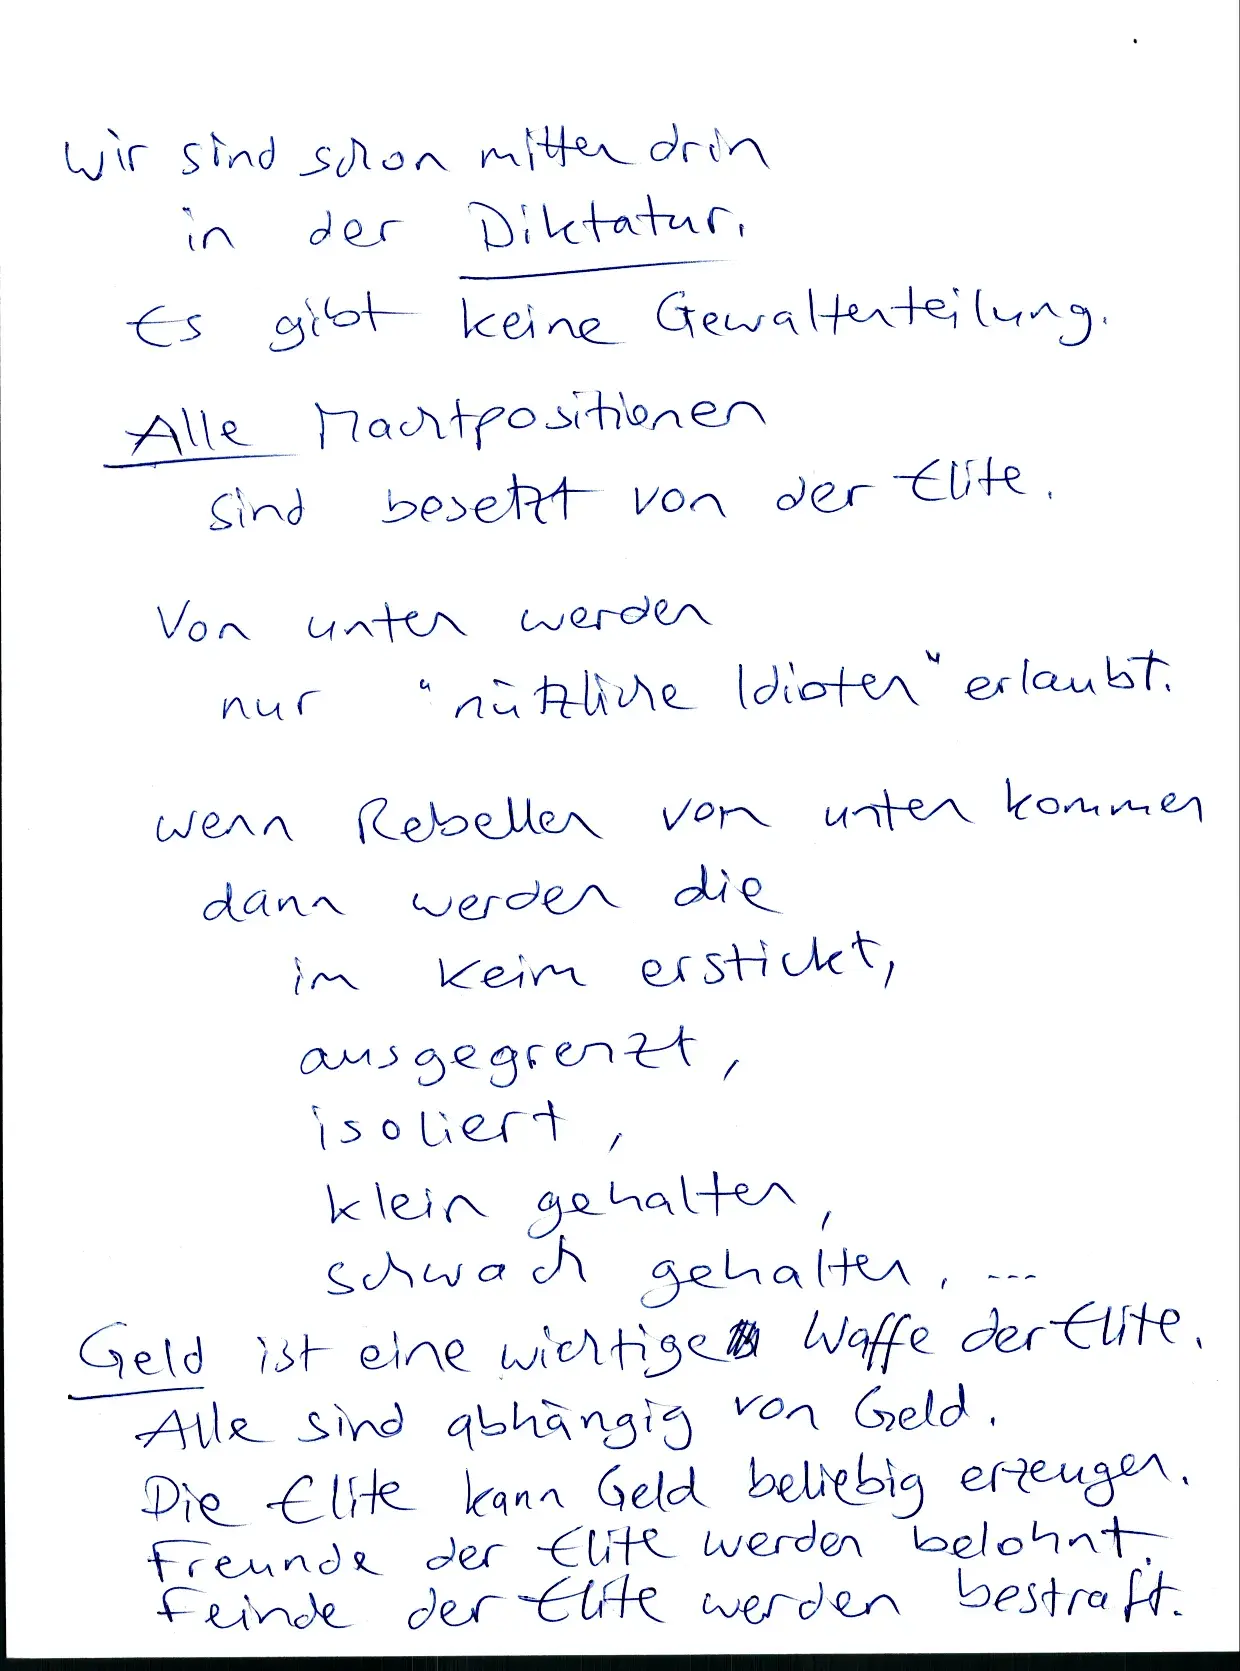 Wir sind schon mitten drin
in der Diktatur.
Es gibt keine Gewaltenteilung.
Alle Machtpositionen
sind besetzt von der Elite.
Von unten werden
nur "nützliche Idioten" erlaubt.
wenn Rebellen von unten kommen
dann werden die
im Keim erstickt,
ausgegrenzt,
isoliert,
klein gehalten,
schwach gehalten, ...
Geld ist eine wichtige Waffe der Elite.
Alle sind abhängig von Geld.
Die Elite kann Geld beliebig erzeugen.
Freunde der Elite werden belohnt.
Feinde der Elite werden bestraft.